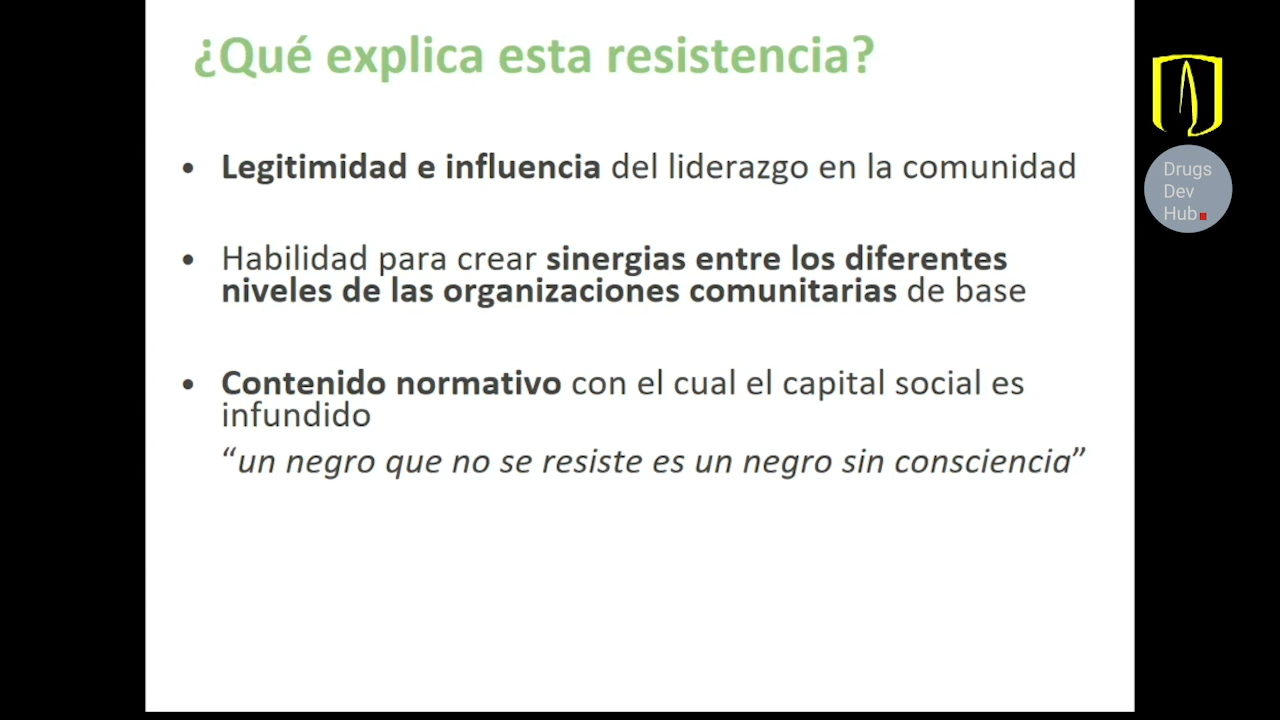 ¿Qué explica esta resistencia?
• Legitimidad e influencia del liderazgo en la comunidad
• Habilidad para crear sinergias entre los diferentes
niveles de las organizaciones comunitarias de base
• Contenido normativo con el cual el capital social es
infundido
“un negro que no se resiste es un negro sin consciencia”
Drugs
Dev
Hub